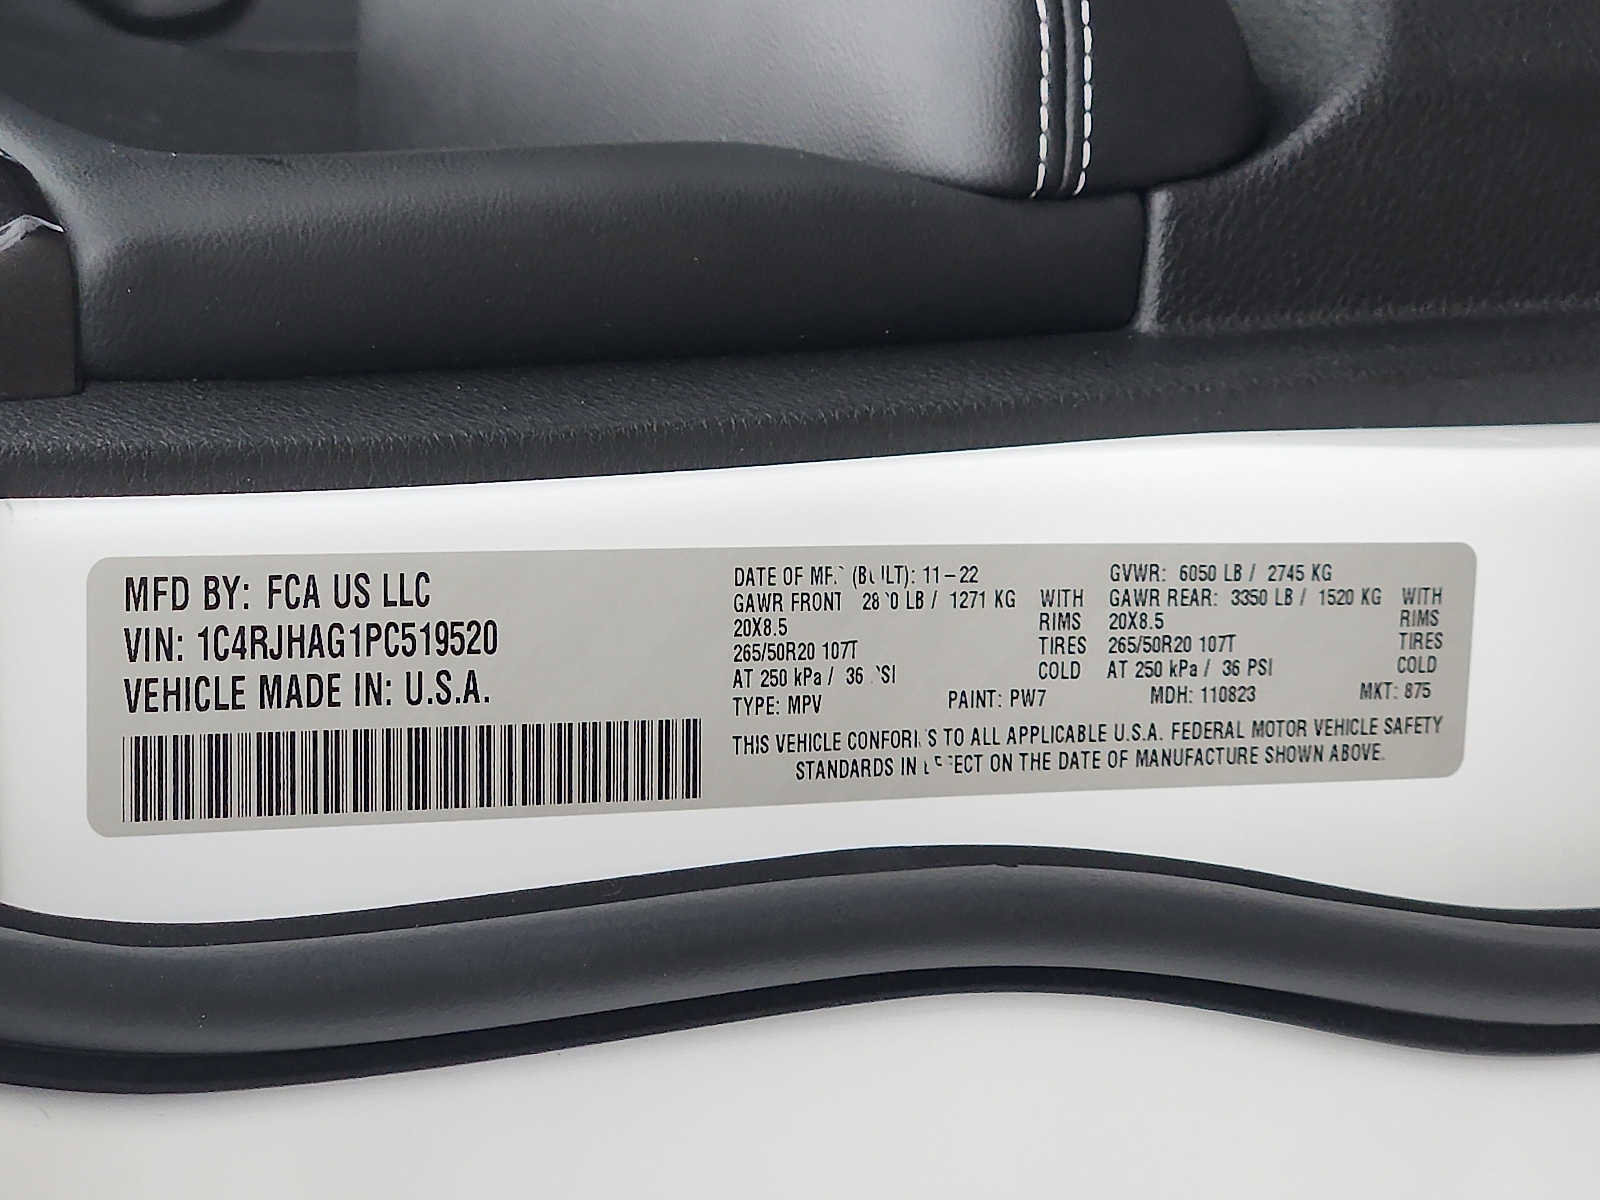 MFD BY: FCA US LLC
VIN: 1C4RJHAG1PC519520
VEHICLE MADE IN: U.S.A.
DATE OF (BUILT): 11-22
GAWR FRONT LB / 1271 KG WITH
20X8.5 RIMS
265/50R20 107T TIRES
AT 250 kPa / 36 PSI COLD
GVWR: 6050 LB / 2745 KG
GAWR REAR: 3350 LB / 1520 KG WITH
20X8.5 RIMS
265/50R20 107T TIRES
AT 250 kPa / 36 PSI COLD
TYPE: MPV PAINT: PW7 MDH: 110823 MKT: 875
THIS VEHICLE CONFORMS TO ALL APPLICABLE U.S.A. FEDERAL MOTOR VEHICLE SAFETY
STANDARDS IN EFFECT ON THE DATE OF MANUFACTURE SHOWN ABOVE.